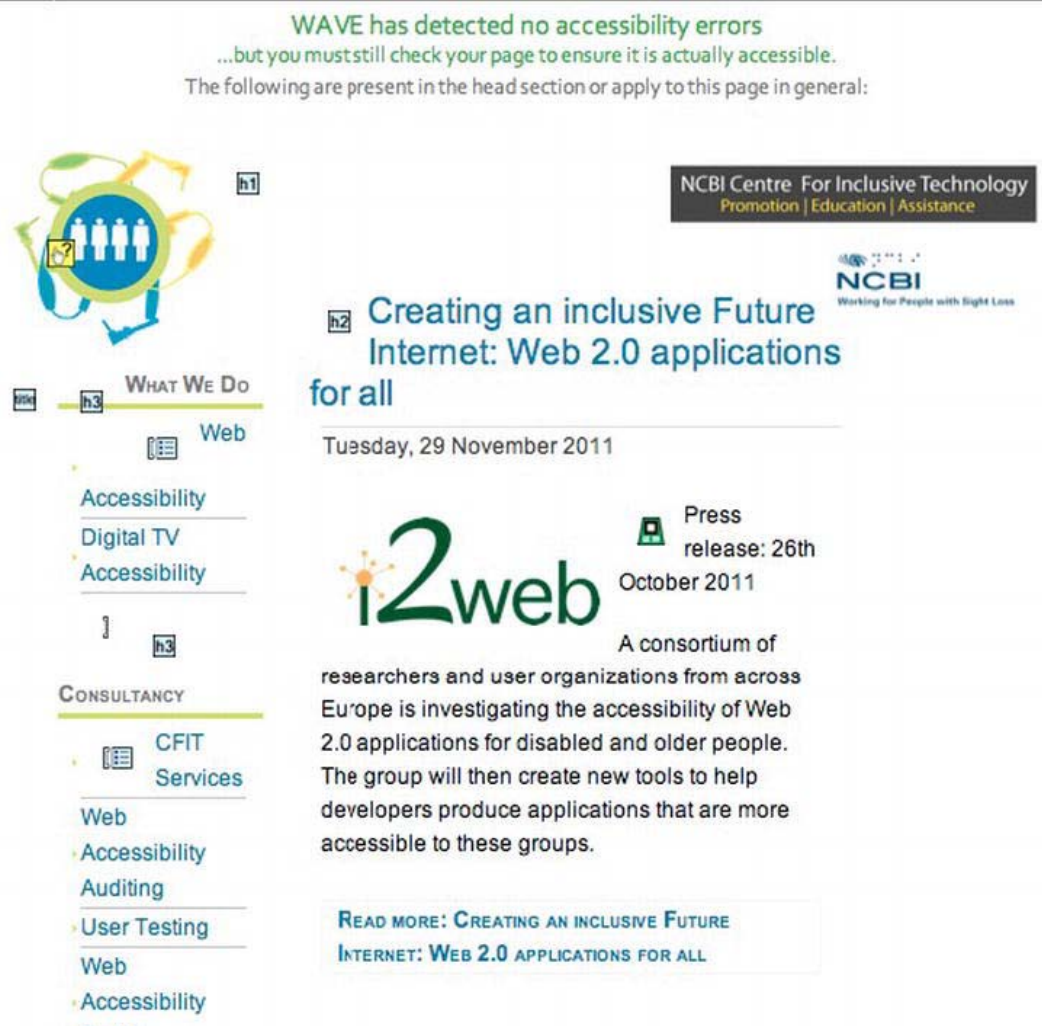 WAVE has detected no accessibility errors
...but you must still check your page to ensure it is actually accessible.
The following are present in the head section or apply to this page in general:
h1
NCBI Centre For Inclusive Technology
Promotion | Education | Assistance
?
NCBI
Working for People with Sight Loss
h2 Creating an inclusive Future
Internet: Web 2.0 applications
for all
Tuesday, 29 November 2011
i2web
Press
release: 26th
October 2011
A consortium of
researchers and user organizations from across
Europe is investigating the accessibility of Web
2.0 applications for disabled and older people.
The group will then create new tools to help
developers produce applications that are more
accessible to these groups.
READ MORE: CREATING AN INCLUSIVE FUTURE
INTERNET: WEB 2.0 APPLICATIONS FOR ALL
title
h3 WHAT WE DO
Web
Accessibility
Digital TV
Accessibility
h3
CONSULTANCY
CFIT
Services
Web
Accessibility
Auditing
User Testing
Web
Accessibility